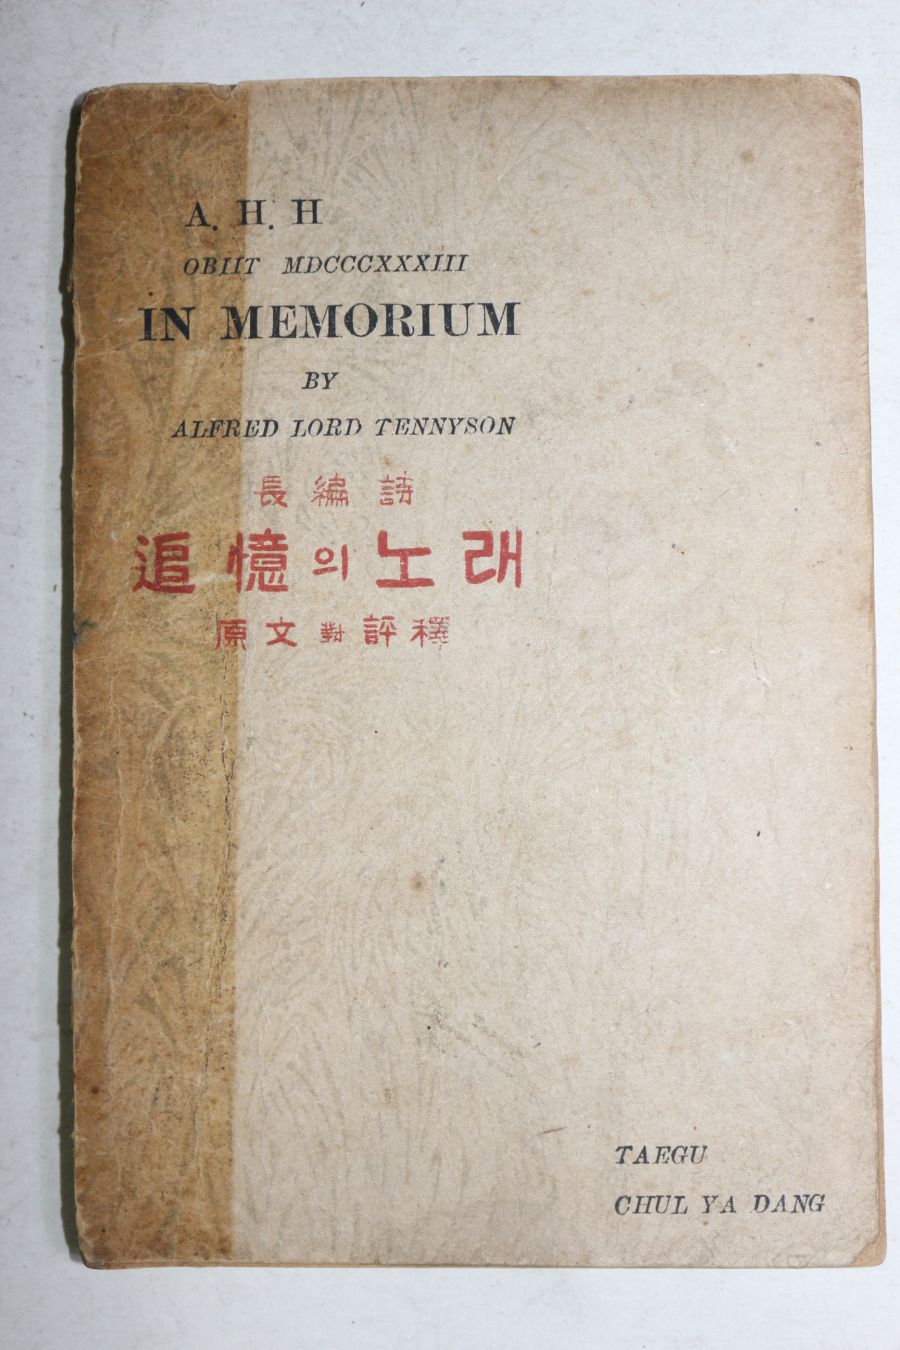 A. H. H
OBIIT MDCCCXXXIII
IN MEMORIUM
BY
ALFRED LORD TENNYSON
長編詩
追憶의 노래
原文對評釋
TAEGU
CHUL YA DANG